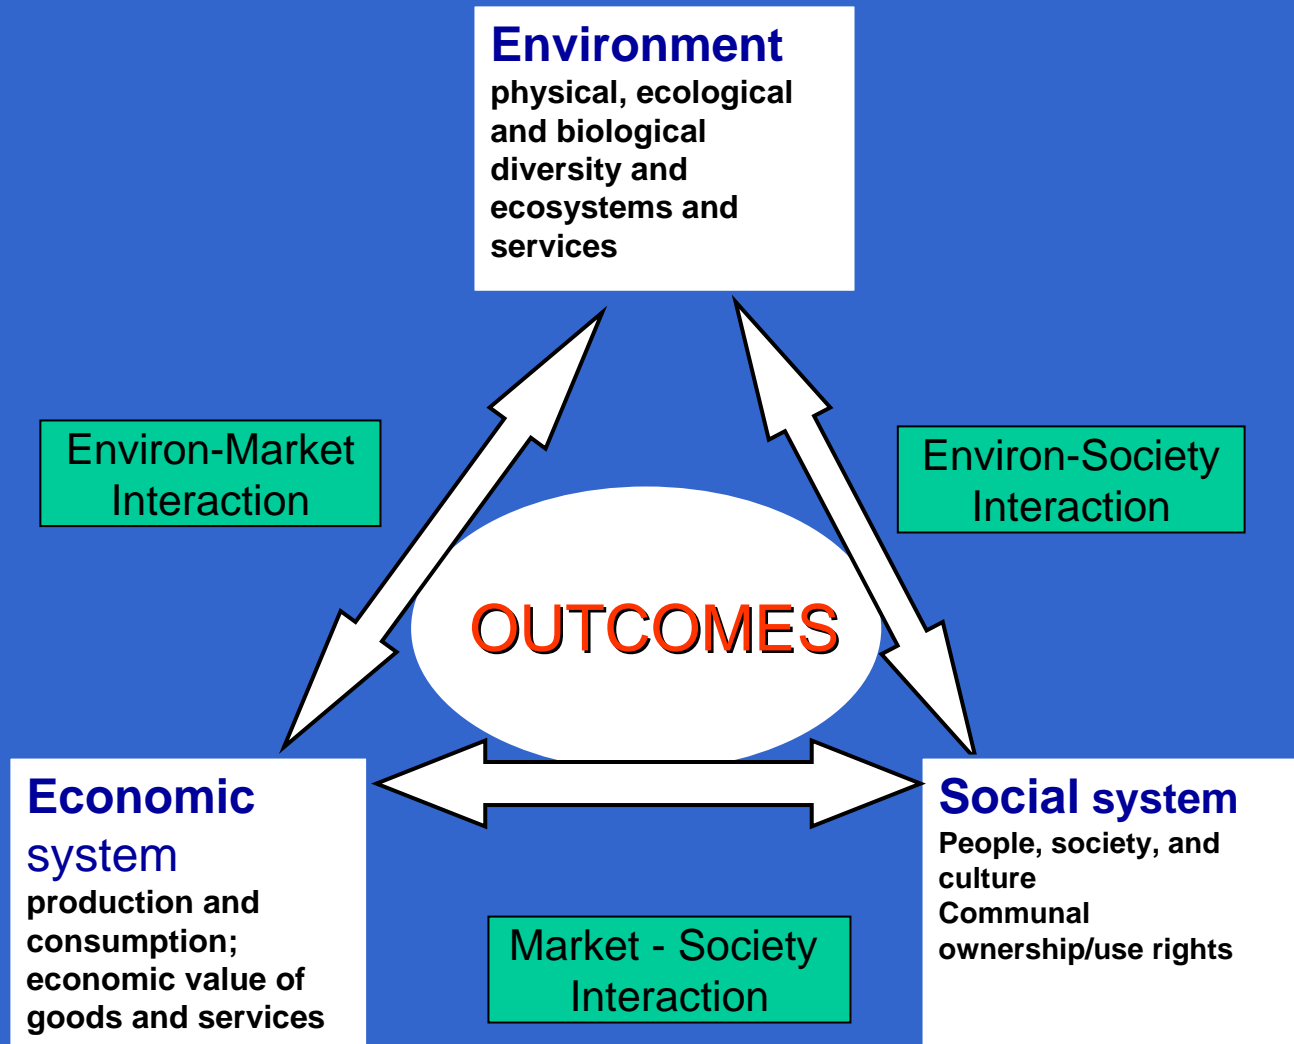 Environment
physical, ecological
and biological
diversity and
ecosystems and
services
Environ-Market
Interaction
Environ-Society
Interaction
OUTCOMES
Economic
system
production and
consumption;
economic value of
goods and services
Social system
People, society, and
culture
Communal
ownership/use rights
Market - Society
Interaction